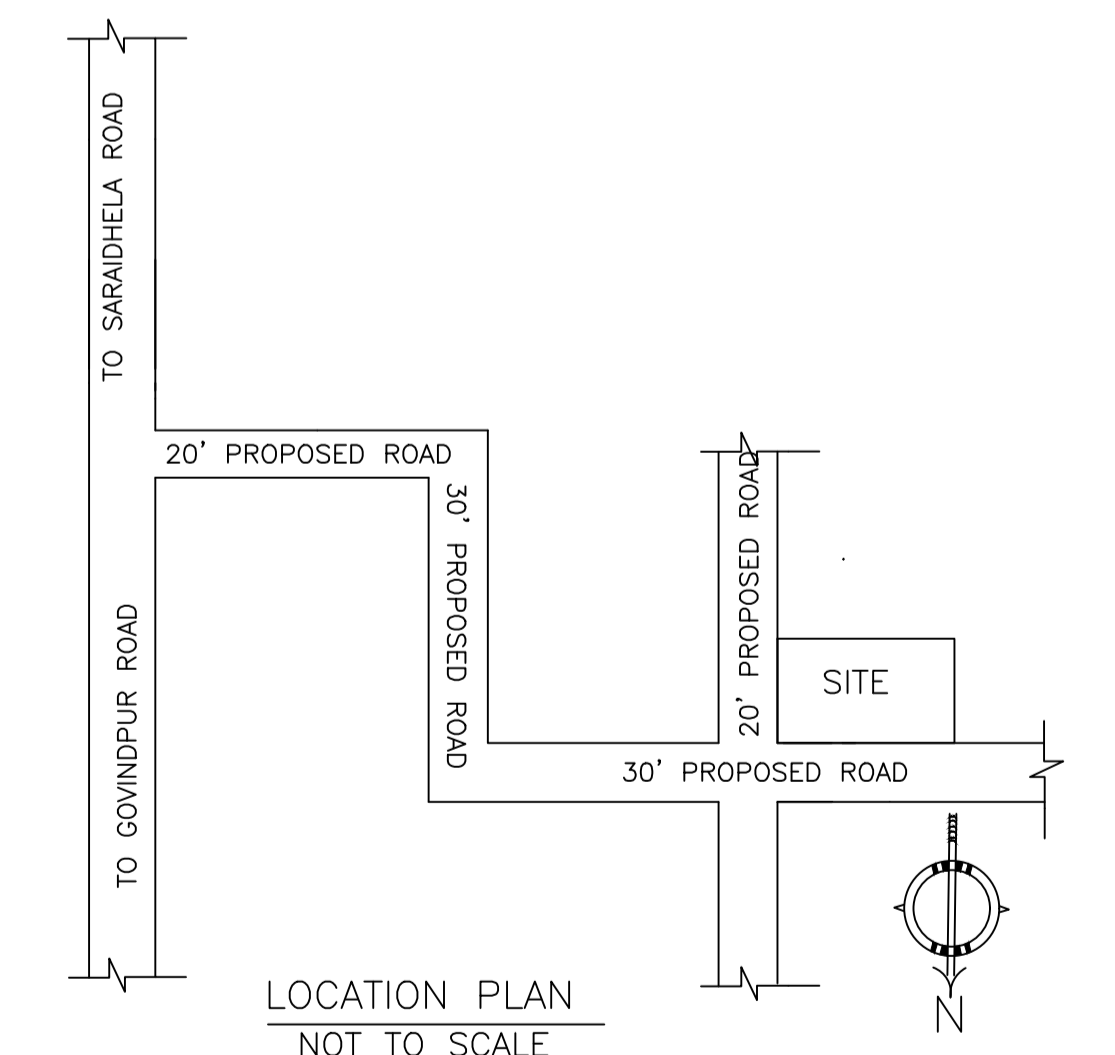 TO SARAIDHELA ROAD
20' PROPOSED ROAD
30' PROPOSED ROAD
20' PROPOSED ROAD
TO GOVINDPUR ROAD
SITE
30' PROPOSED ROAD
LOCATION PLAN
NOT TO SCALE
N